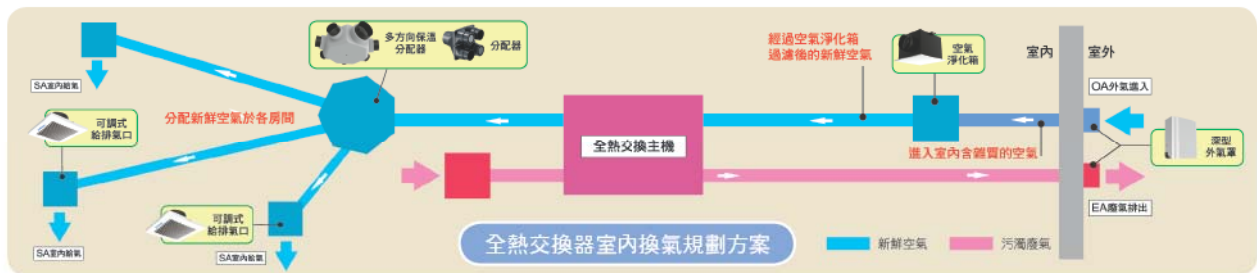 多方向保溫
分配器
分配器
經過空氣淨化箱
過濾後的新鮮空氣
空氣
淨化箱
室內
室外
SA室內給氣
OA外氣進入
可調式
給排氣口
分配新鮮空氣於各房間
全熱交換主機
進入室內含雜質的空氣
深型
外氣罩
可調式
給排氣口
EA廢氣排出
SA室內給氣
SA室內給氣
全熱交換器室內換氣規劃方案
新鮮空氣
污濁廢氣